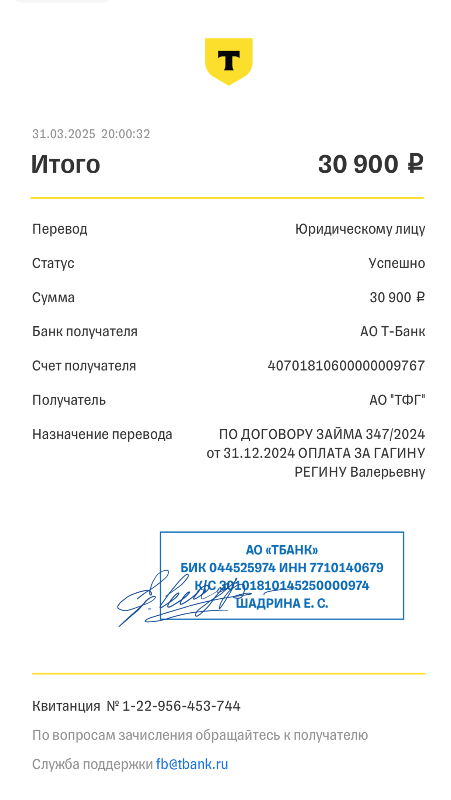 Т
31.03.2025 20:00:32
Итого 30 900 ₽
Перевод Юридическому лицу
Статус Успешно
Сумма 30 900 ₽
Банк получателя АО Т-Банк
Счет получателя 40701810600000009767
Получатель АО "ТФГ"
Назначение перевода ПО ДОГОВОРУ ЗАЙМА 347/2024
от 31.12.2024 ОПЛАТА ЗА ГАГИНУ
РЕГИНУ Валерьевну
АО «ТБАНК»
БИК 044525974 ИНН 7710140679
К/С 30101810145250000974
ШАДРИНА Е. С.
Квитанция № 1-22-956-453-744
По вопросам зачисления обращайтесь к получателю
Служба поддержки fb@tbank.ru